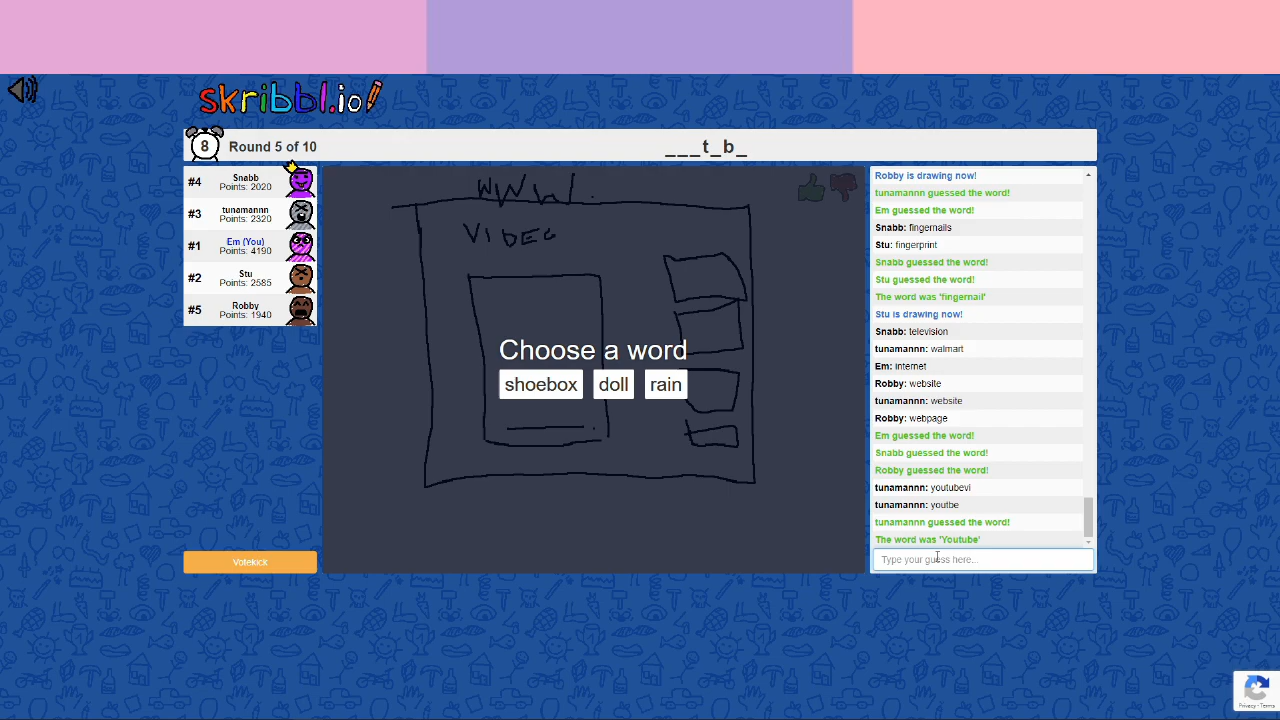 skribbl.io
8
Round 5 of 10
___t_b_
#4
Snabb
Points: 2020
#3
tunamannn
Points: 2320
#1
Em (You)
Points: 4190
#2
Stu
Points: 2585
#5
Robby
Points: 1940
Votekick
WWW.
VIDEO
Choose a word
shoebox doll rain
Robby is drawing now!
tunamannn guessed the word!
Em guessed the word!
Snabb: fingernails
Stu: fingerprint
Snabb guessed the word!
Stu guessed the word!
The word was 'fingernail'
Stu is drawing now!
Snabb: television
tunamannn: walmart
Em: internet
Robby: website
tunamannn: website
Robby: webpage
Em guessed the word!
Snabb guessed the word!
Robby guessed the word!
tunamannn: youtubevi
tunamannn: youtbe
tunamannn guessed the word!
The word was 'Youtube'
Type your guess here...
Privacy - Terms